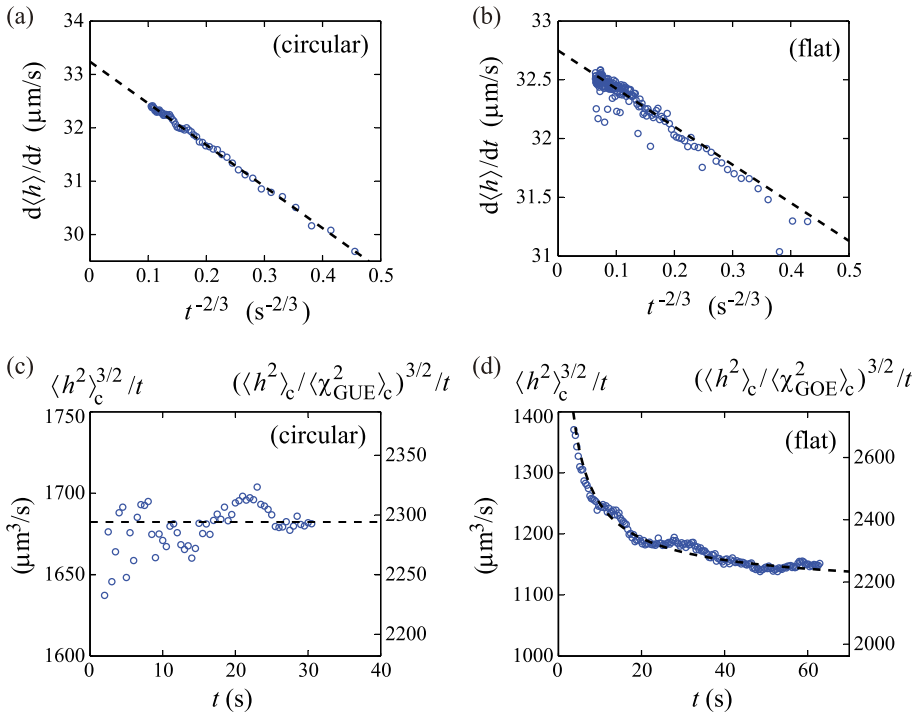 (a)
34
33
32
31
30
d⟨h⟩/dt (μm/s)
(circular)
0 0.1 0.2 0.3 0.4 0.5
t^{-2/3} (s^{-2/3})
(b)
33
32.5
32
31.5
31
d⟨h⟩/dt (μm/s)
(flat)
0 0.1 0.2 0.3 0.4 0.5
t^{-2/3} (s^{-2/3})
(c)
⟨h²⟩_c^{3/2}/t
(⟨h²⟩_c/⟨χ²_GUE⟩_c)^{3/2}/t
1750
1700
1650
1600
(μm³/s)
(circular)
2350
2300
2250
2200
0 10 20 30 40
t (s)
(d)
⟨h²⟩_c^{3/2}/t
(⟨h²⟩_c/⟨χ²_GOE⟩_c)^{3/2}/t
1400
1300
1200
1100
1000
(μm³/s)
(flat)
2600
2400
2200
2000
0 20 40 60
t (s)